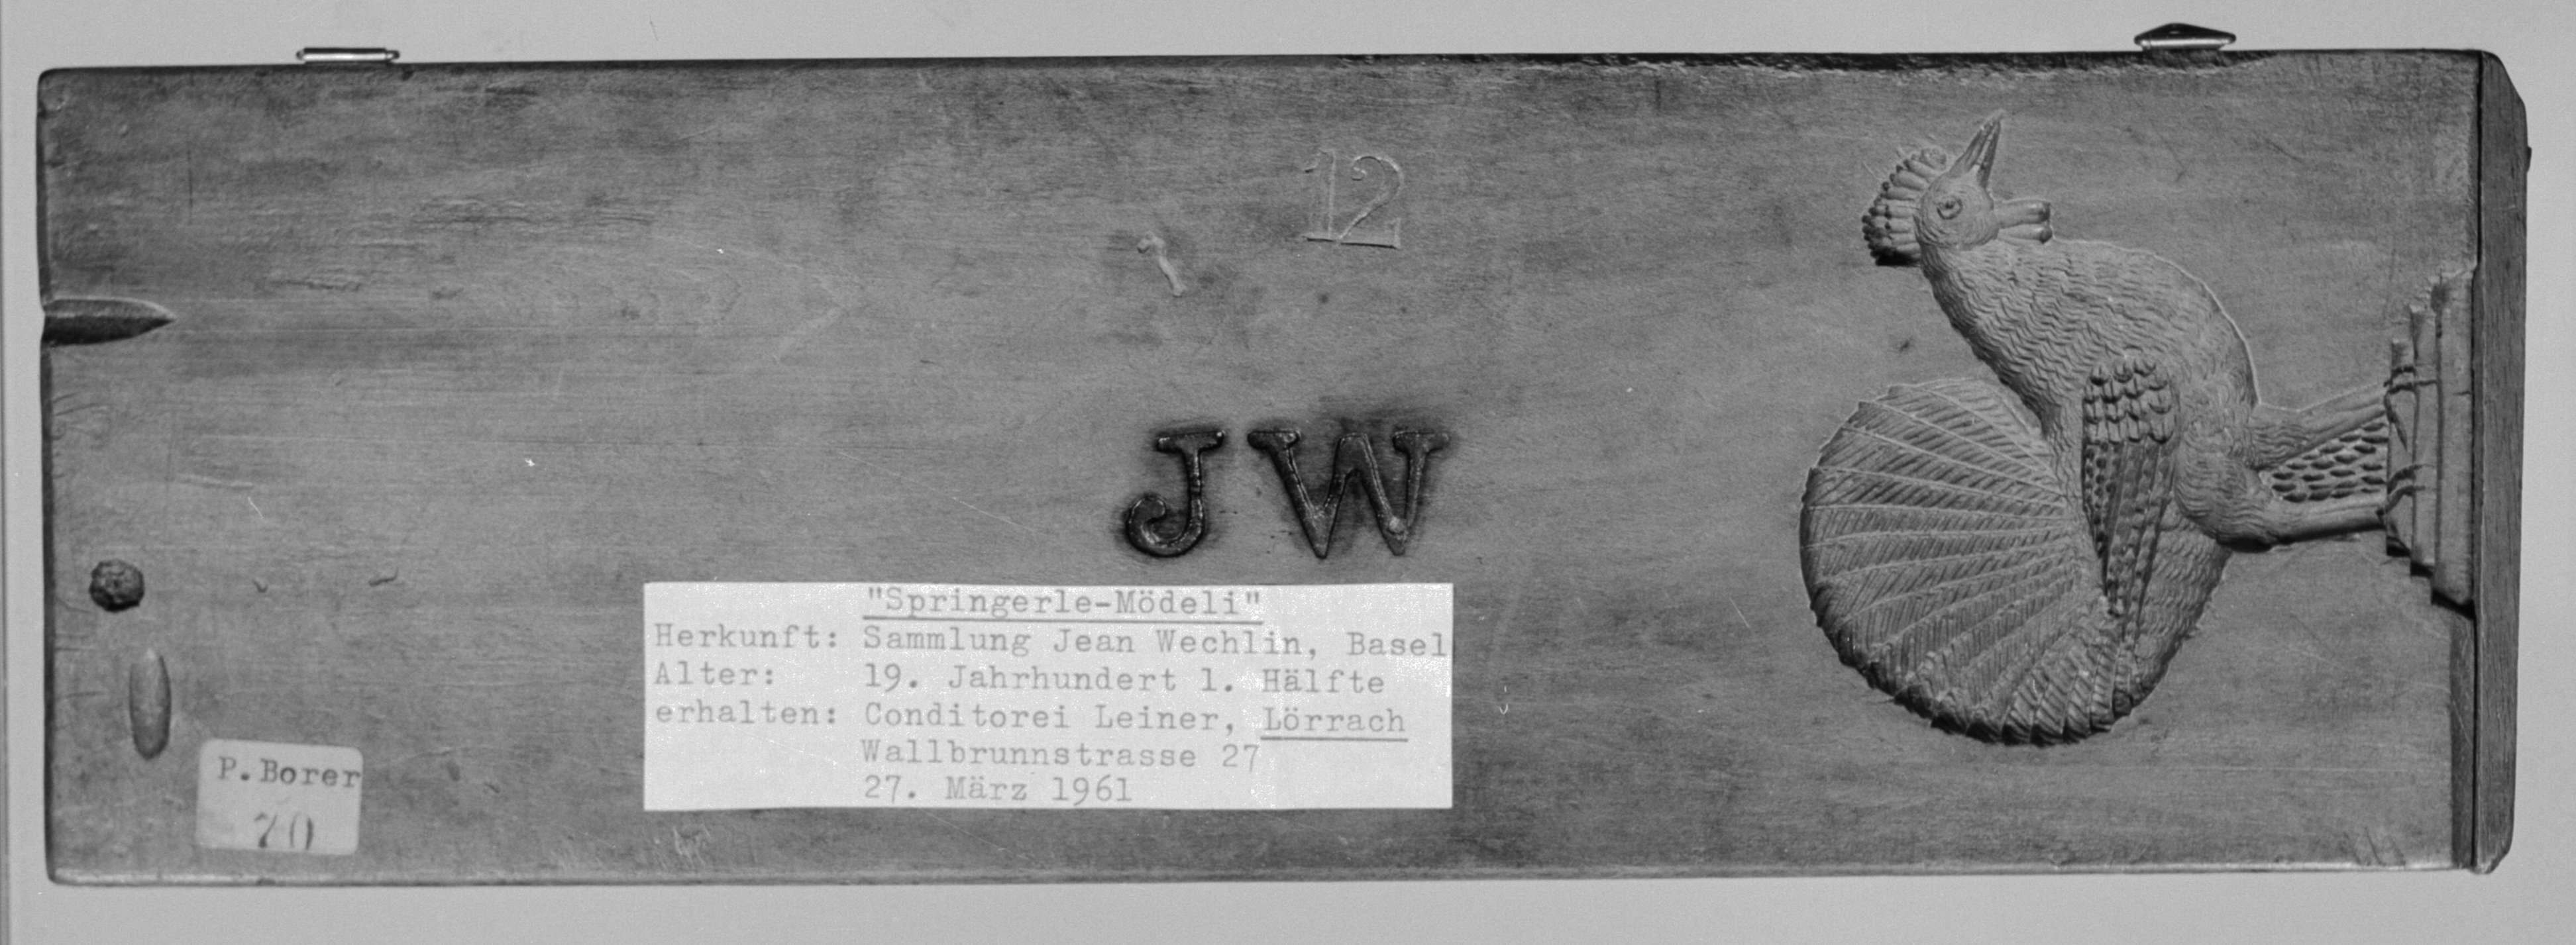 12
JW
"Springerle-Mödeli"
Herkunft: Sammlung Jean Wechlin, Basel
Alter: 19. Jahrhundert 1. Hälfte
erhalten: Conditorei Leiner, Lörrach
Wallbrunnstrasse 27
27. März 1961
P.Borer
70